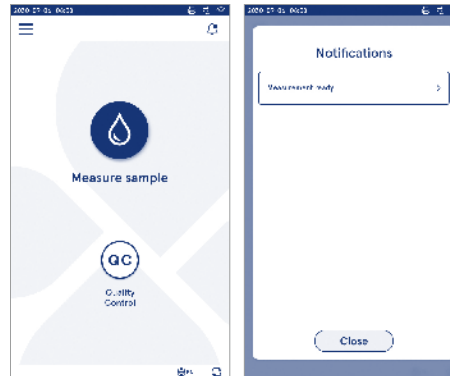 Measure sample
QC
Quality
Control
Notifications
Measurement ready
Close